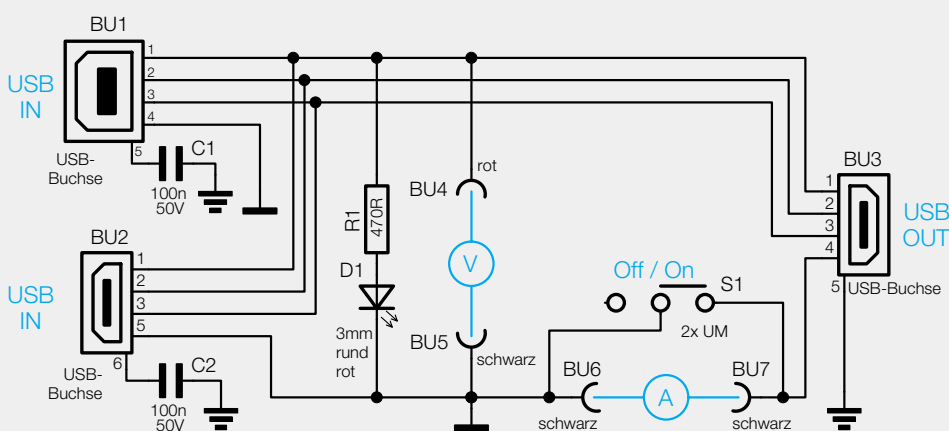 BU1
USB
IN
1
2
3
4
5
USB-
Buchse
C1
100n
50V
BU2
USB
IN
1
2
3
5
6
USB-
Buchse
C2
100n
50V
R1
470R
D1
3mm
rund
rot
rot
BU4
V
BU5
schwarz
Off / On
S1
2x UM
BU6
schwarz
A
BU7
schwarz
BU3
1
2
3
4
5
USB
OUT
USB-Buchse